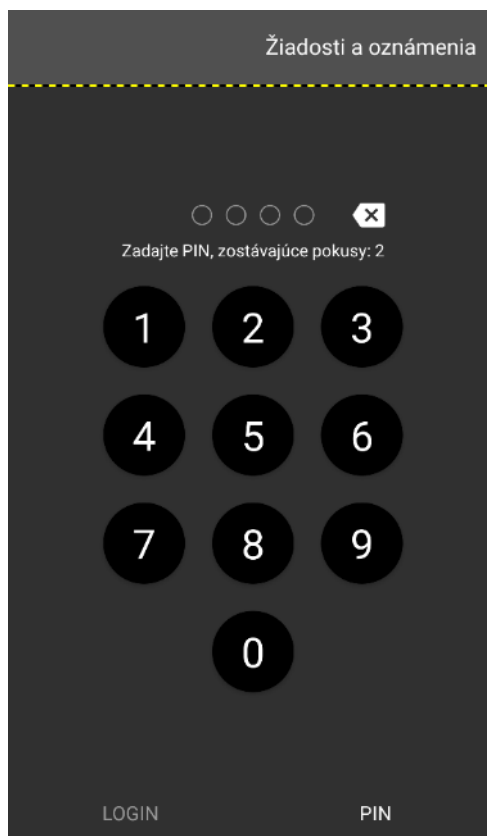 Žiadosti a oznámenia
Zadajte PIN, zostávajúce pokusy: 2
1 2 3
4 5 6
7 8 9
0
LOGIN PIN